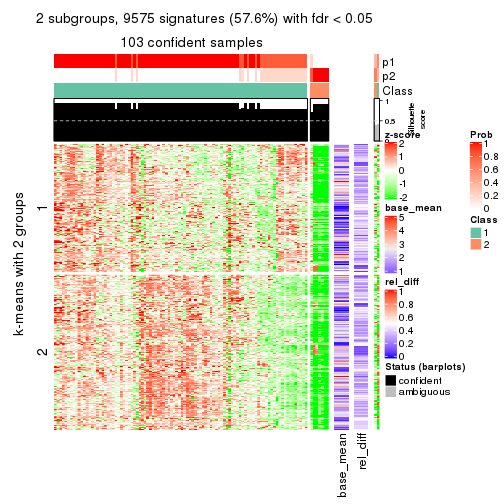 2 subgroups, 9575 signatures (57.6%) with fdr < 0.05
103 confident samples
p1
p2
Class
1
0.5
0
Silhouette
score
k-means with 2 groups
1
2
base_mean
rel_diff
z-score
2
1
0
-1
-2
base_mean
5
4
3
2
1
rel_diff
1
0.8
0.6
0.4
0.2
0
Status (barplots)
confident
ambiguous
Prob
1
0.8
0.6
0.4
0.2
0
Class
1
2